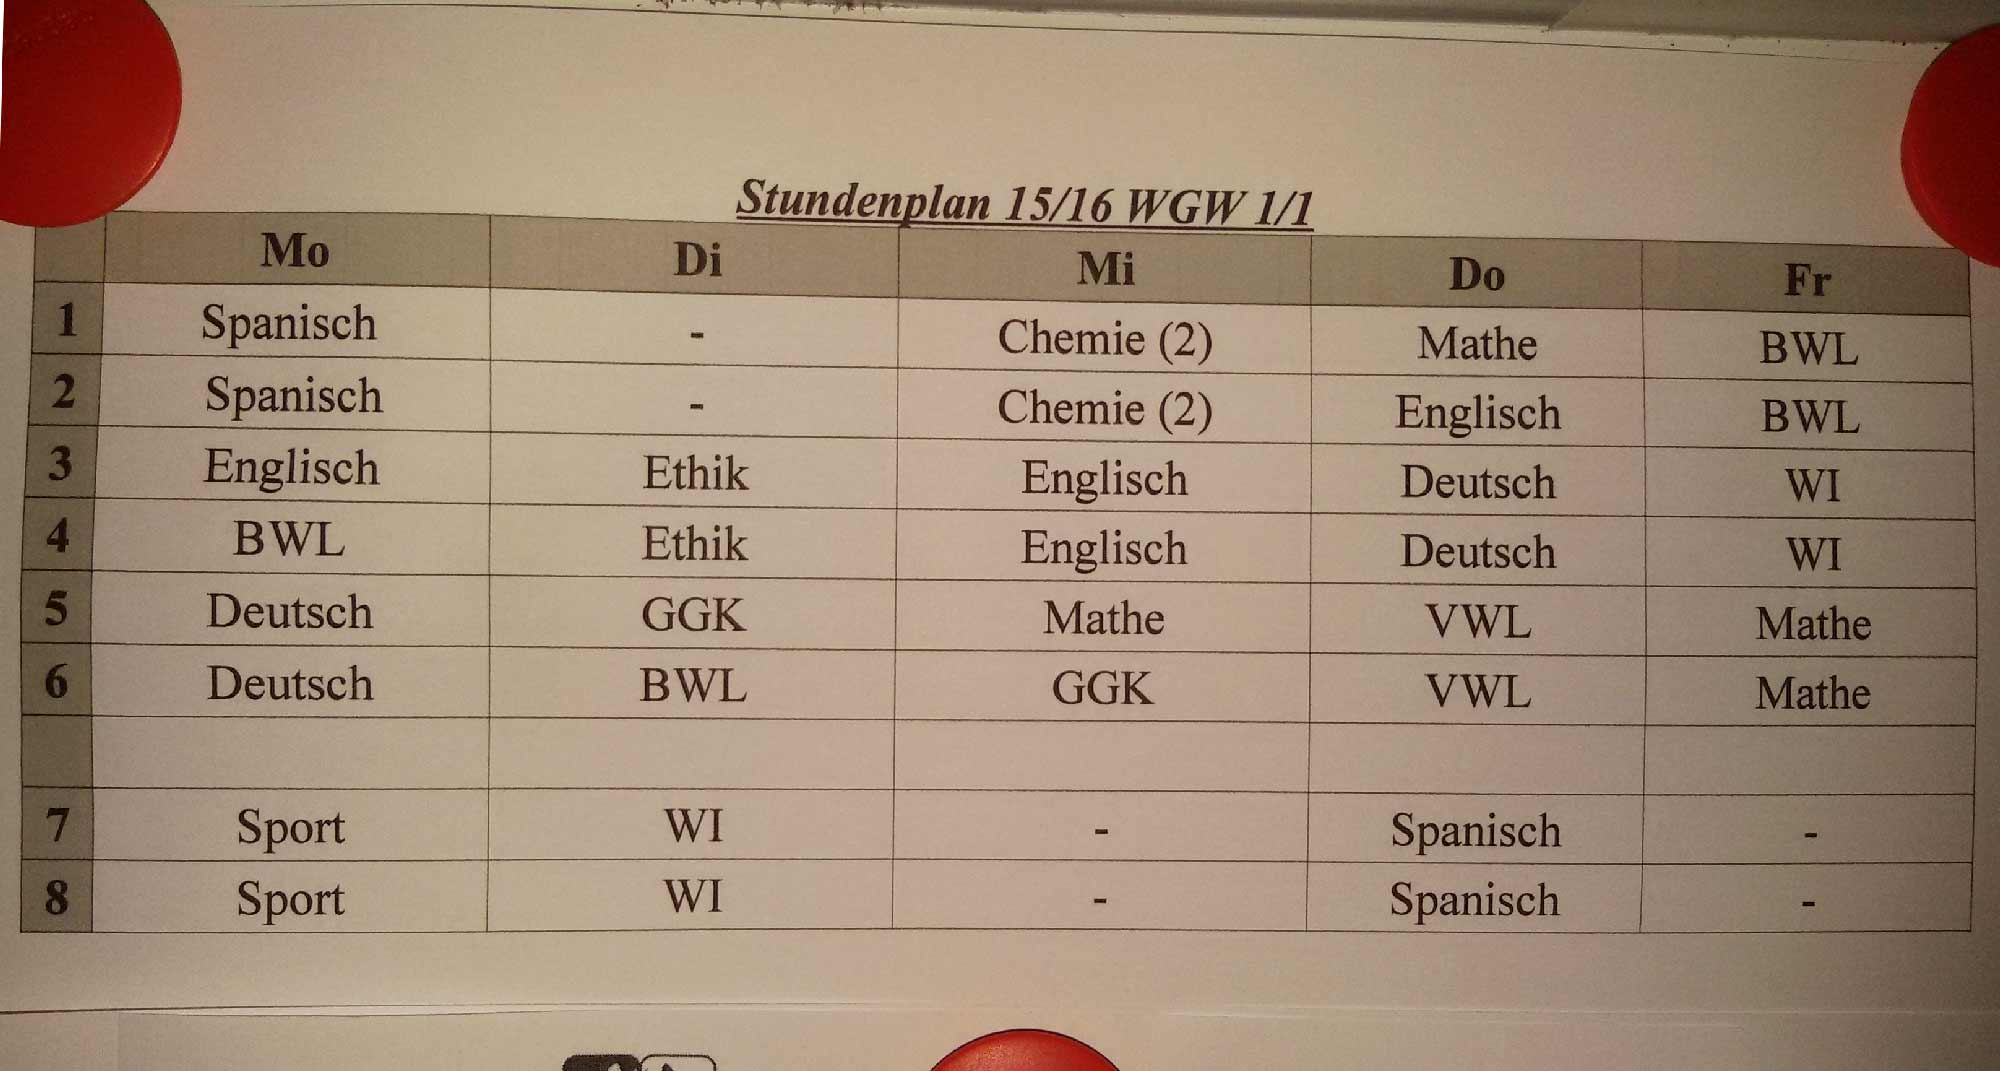 Stundenplan 15/16 WGW 1/1
Mo Di Mi Do Fr
1 Spanisch - Chemie (2) Mathe BWL
2 Spanisch - Chemie (2) Englisch BWL
3 Englisch Ethik Englisch Deutsch WI
4 BWL Ethik Englisch Deutsch WI
5 Deutsch GGK Mathe VWL Mathe
6 Deutsch BWL GGK VWL Mathe
7 Sport WI - Spanisch -
8 Sport WI - Spanisch -